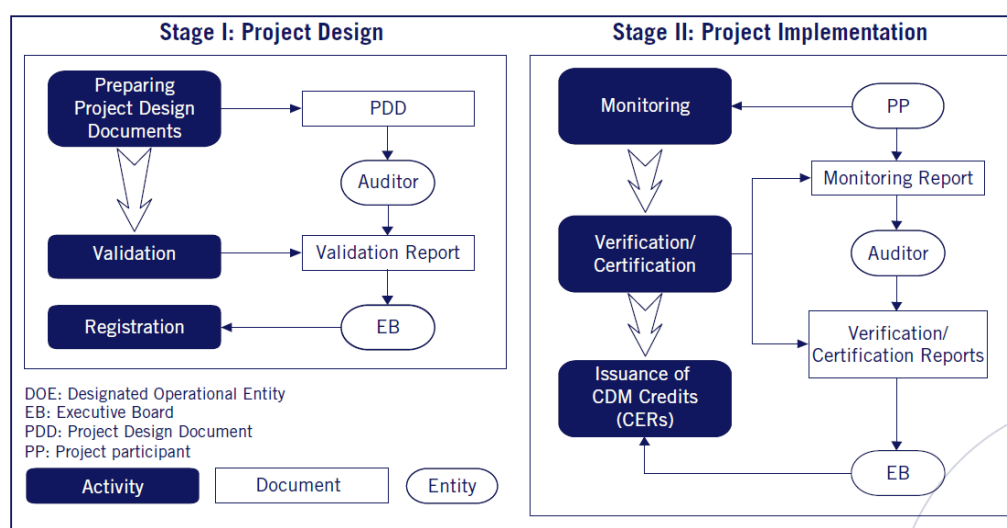 Stage I: Project Design
Preparing
Project Design
Documents
PDD
Auditor
Validation
Validation Report
Registration
EB
DOE: Designated Operational Entity
EB: Executive Board
PDD: Project Design Document
PP: Project participant
Activity
Document
Entity
Stage II: Project Implementation
Monitoring
PP
Monitoring Report
Verification/
Certification
Auditor
Verification/
Certification Reports
Issuance of
CDM Credits
(CERs)
EB